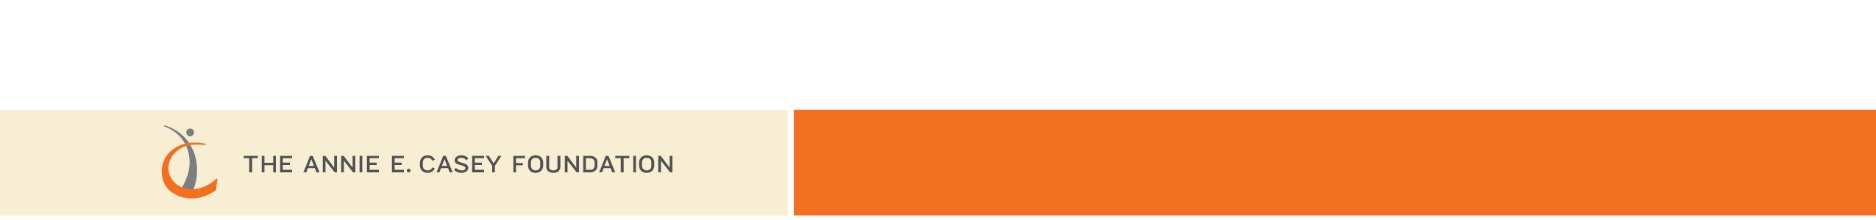 THE ANNIE E. CASEY FOUNDATION